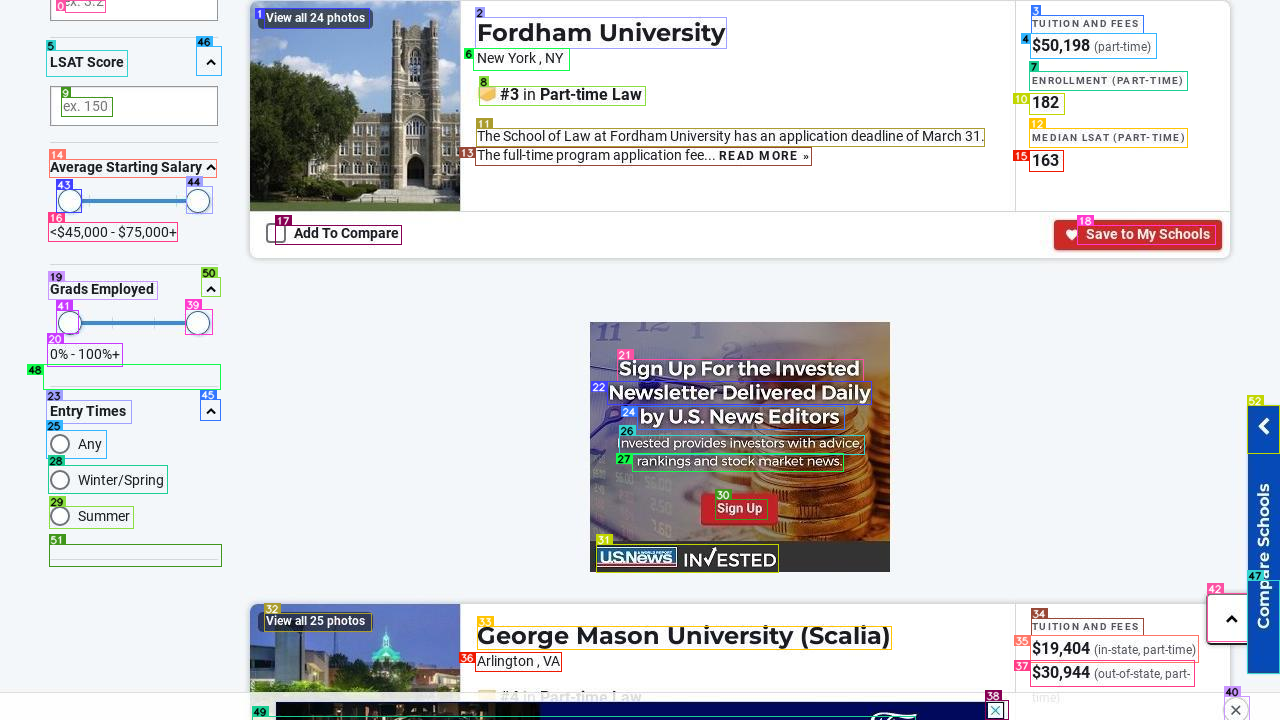 ex. 3.2
LSAT Score
ex. 150
Average Starting Salary
<$45,000 - $75,000+
Grads Employed
0% - 100%+
Entry Times
Any
Winter/Spring
Summer
View all 24 photos
Fordham University
New York , NY
#3 in Part-time Law
The School of Law at Fordham University has an application deadline of March 31.
The full-time program application fee... READ MORE »
TUITION AND FEES
$50,198 (part-time)
ENROLLMENT (PART-TIME)
182
MEDIAN LSAT (PART-TIME)
163
Add To Compare
Save to My Schools
Sign Up For the Invested
Newsletter Delivered Daily
by U.S. News Editors
Invested provides investors with advice,
rankings and stock market news.
Sign Up
U.S.News INVESTED
View all 25 photos
George Mason University (Scalia)
Arlington , VA
#4 in Part-time Law
TUITION AND FEES
$19,404 (in-state, part-time)
$30,944 (out-of-state, part-
time)
Compare Schools